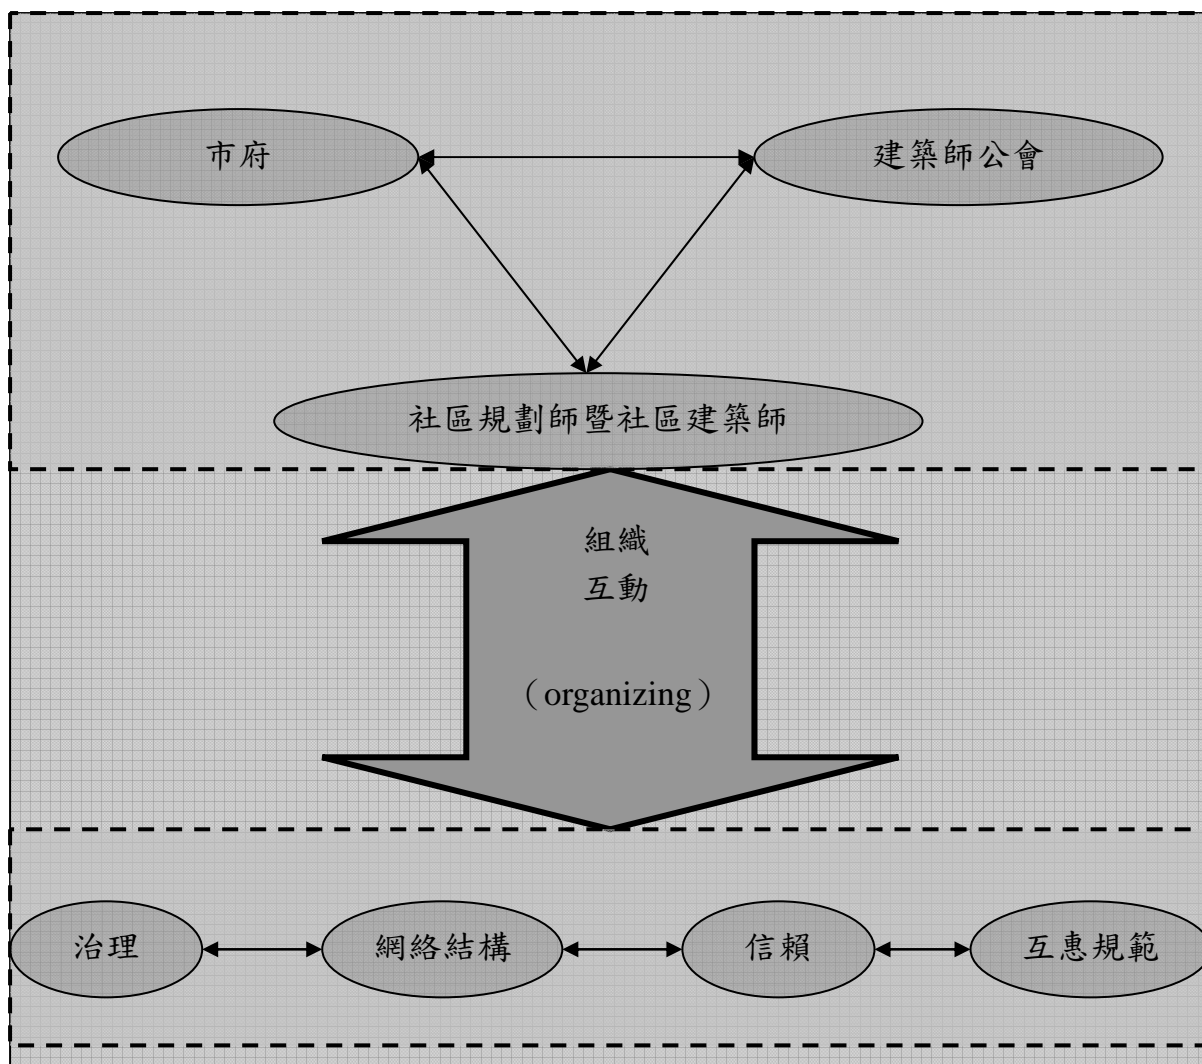 市府
建築師公會
社區規劃師暨社區建築師
組織
互動
（organizing）
治理
網絡結構
信賴
互惠規範